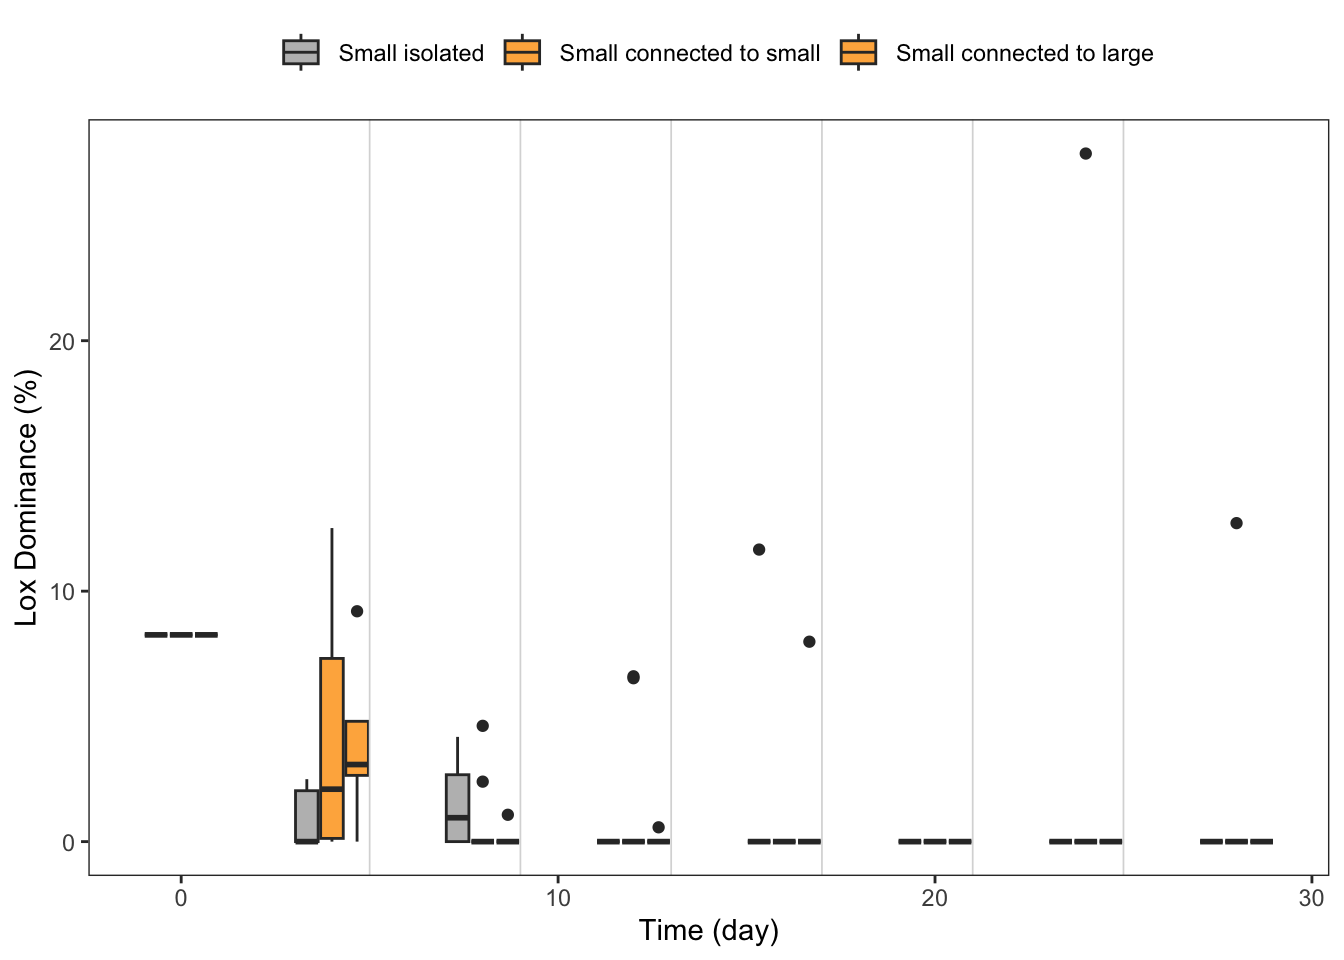 Small isolated Small connected to small Small connected to large
Lox Dominance (%)
20
10
0
0 10 20 30
Time (day)